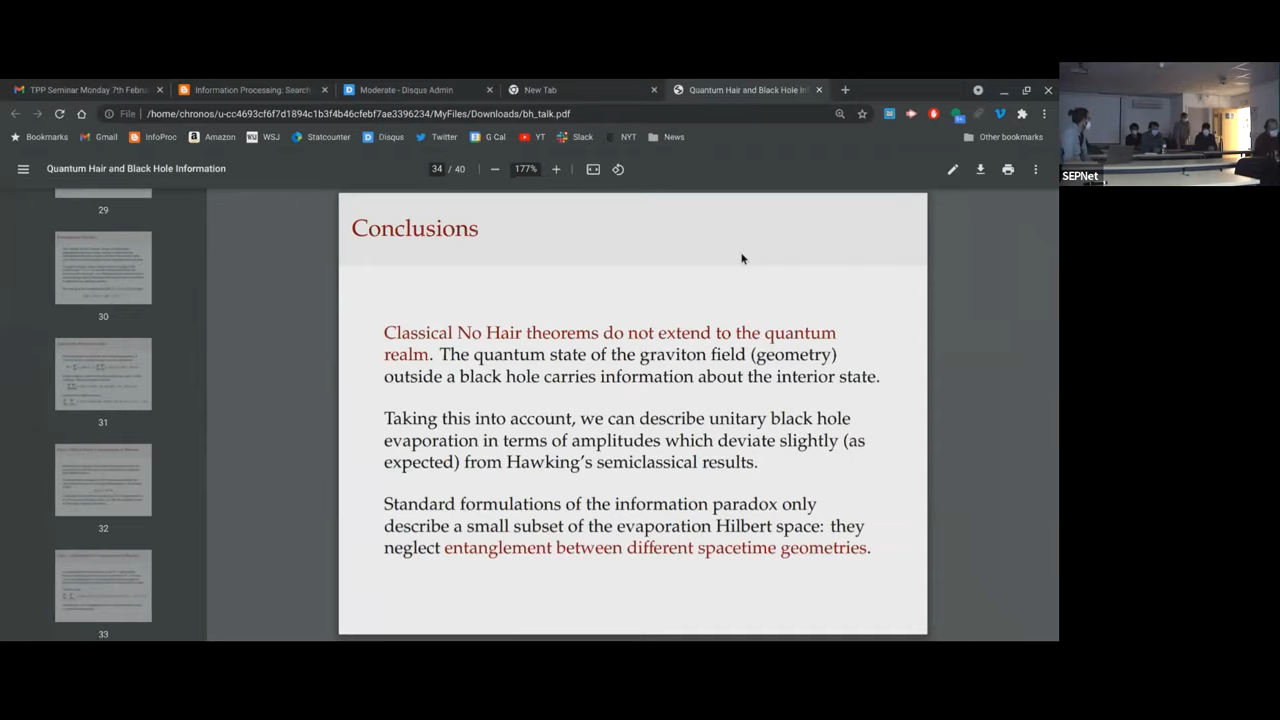 TPP Seminar Monday 7th Febru
Information Processing: Search
Moderate - Disqus Admin
New Tab
Quantum Hair and Black Hole In
File
/home/chronos/u-cc4693cf6f7d1894c1b3f4b46cfebf7ae3396234/MyFiles/Downloads/bh_talk.pdf
Bookmarks Gmail InfoProc Amazon WSJ Statcounter Disqus Twitter G Cal YT Slack NYT News Other bookmarks
Quantum Hair and Black Hole Information
34 / 40
177%
SEPNet
29
30
31
32
33
Conclusions
Classical No Hair theorems do not extend to the quantum
realm. The quantum state of the graviton field (geometry)
outside a black hole carries information about the interior state.
Taking this into account, we can describe unitary black hole
evaporation in terms of amplitudes which deviate slightly (as
expected) from Hawking's semiclassical results.
Standard formulations of the information paradox only
describe a small subset of the evaporation Hilbert space: they
neglect entanglement between different spacetime geometries.